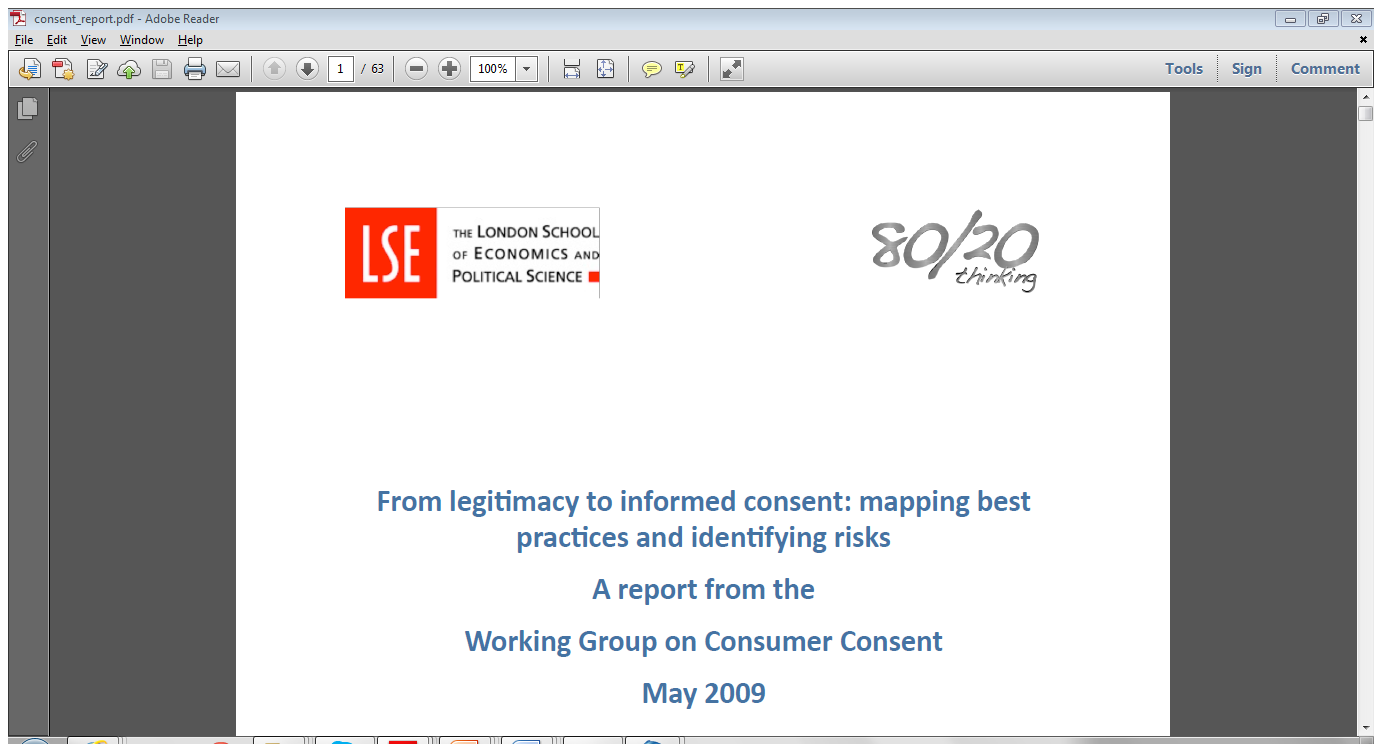 consent_report.pdf - Adobe Reader
File Edit View Window Help
1 / 63 100% Tools Sign Comment
LSE
THE LONDON SCHOOL
OF ECONOMICS AND
POLITICAL SCIENCE
80/20
thinking
From legitimacy to informed consent: mapping best
practices and identifying risks
A report from the
Working Group on Consumer Consent
May 2009